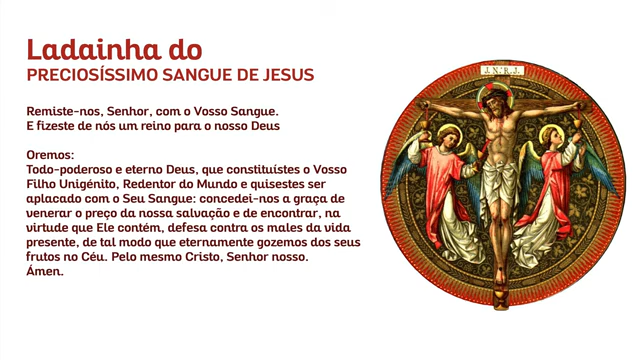 Ladainha do
PRECIOSÍSSIMO SANGUE DE JESUS
Remiste-nos, Senhor, com o Vosso Sangue.
E fizeste de nós um reino para o nosso Deus
Oremos:
Todo-poderoso e eterno Deus, que constituístes o Vosso
Filho Unigénito, Redentor do Mundo e quisestes ser
aplacado com o Seu Sangue: concedei-nos a graça de
venerar o preço da nossa salvação e de encontrar, na
virtude que Ele contém, defesa contra os males da vida
presente, de tal modo que eternamente gozemos dos seus
frutos no Céu. Pelo mesmo Cristo, Senhor nosso.
Ámen.
J.N.R.J.